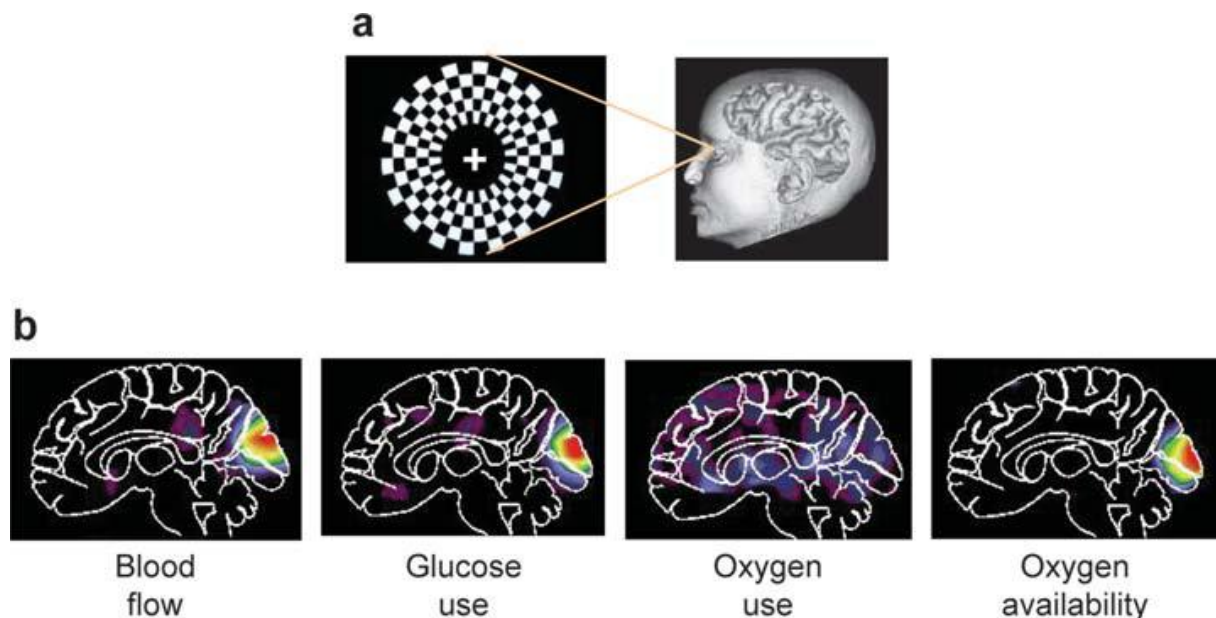 a
b
Blood
flow
Glucose
use
Oxygen
use
Oxygen
availability